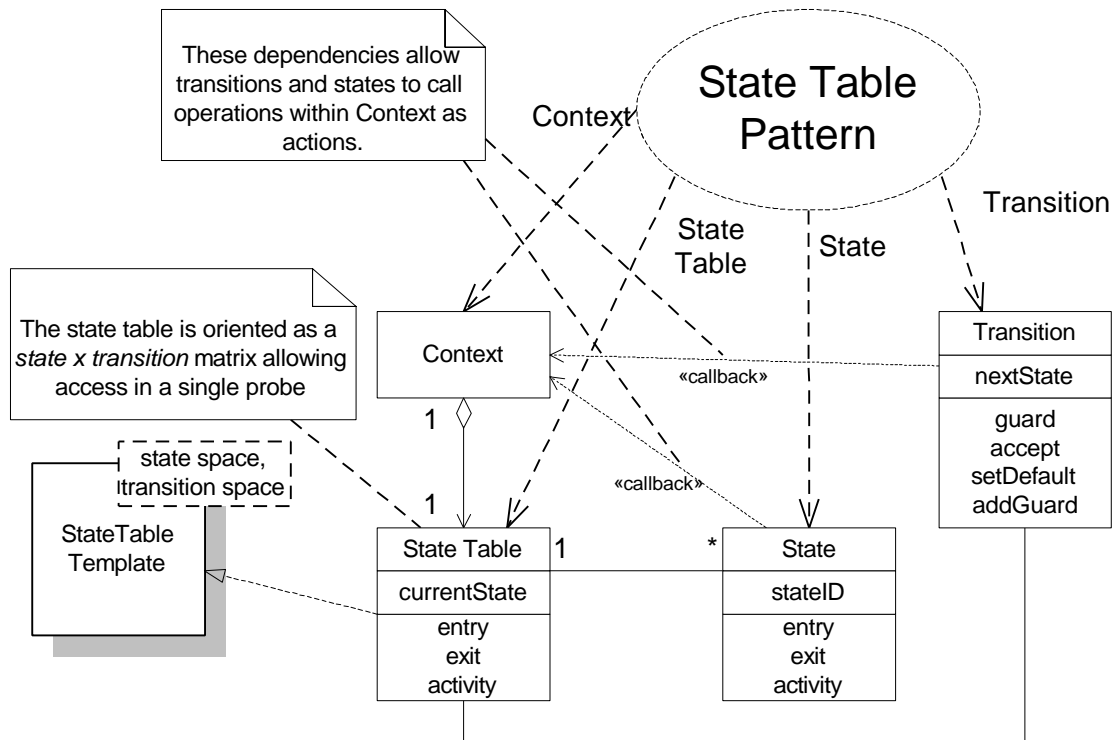 These dependencies allow
transitions and states to call
operations within Context as
actions.
State Table
Pattern
Context
State
Table
State
Transition
The state table is oriented as a
state x transition matrix allowing
access in a single probe
Context
«callback»
Transition
nextState
guard
accept
setDefault
addGuard
1
1
«callback»
state space,
transition space
StateTable
Template
State Table
currentState
entry
exit
activity
1
*
State
stateID
entry
exit
activity